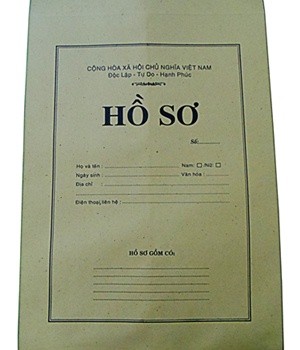 CỘNG HÒA XÃ HỘI CHỦ NGHĨA VIỆT NAM
Độc Lập - Tự Do - Hạnh Phúc
HỒ SƠ
Số:..............
Họ và tên : ........................................ Nam: □ /Nữ: □
Ngày sinh : ........................................ Văn hóa : ..............
Địa chỉ : ................................................................
Điện thoại, liên hệ : ................................................
HỒ SƠ GỒM CÓ: